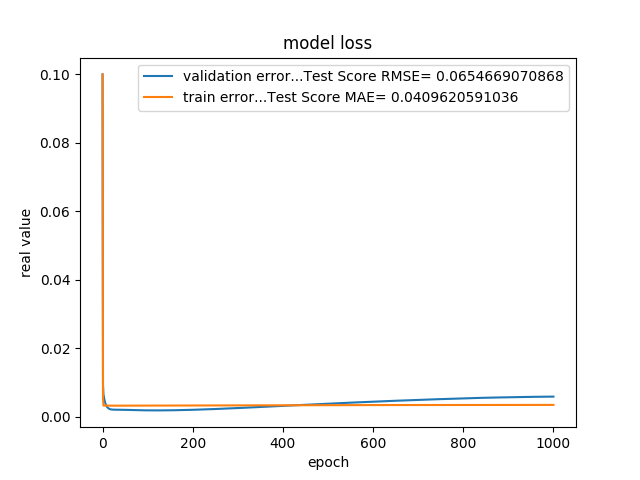 model loss
validation error...Test Score RMSE= 0.0654669070868
train error...Test Score MAE= 0.0409620591036
0.10
0.08
0.06
0.04
0.02
0.00
real value
0 200 400 600 800 1000
epoch